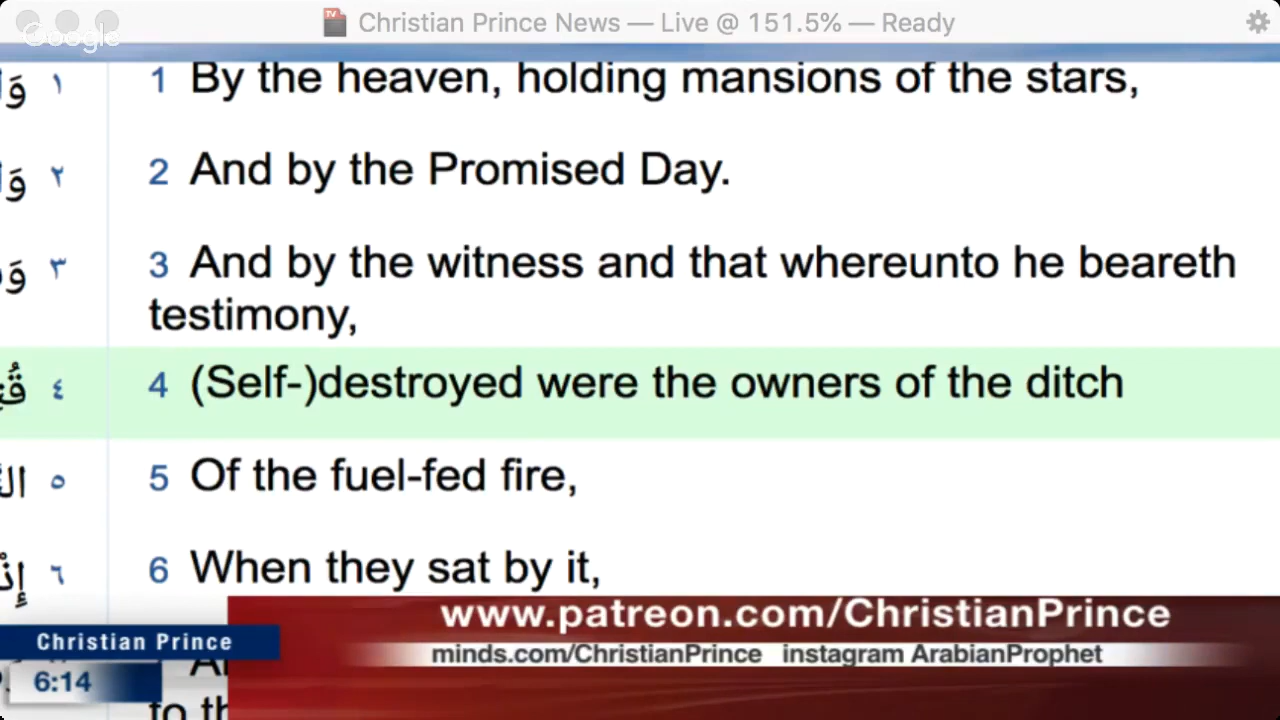 Christian Prince News — Live @ 151.5% — Ready
Google
١ 1 By the heaven, holding mansions of the stars,
٢ 2 And by the Promised Day.
٣ 3 And by the witness and that whereunto he beareth
testimony,
٤ 4 (Self-)destroyed were the owners of the ditch
٥ 5 Of the fuel-fed fire,
٦ 6 When they sat by it,
www.patreon.com/ChristianPrince
minds.com/ChristianPrince instagram ArabianProphet
Christian Prince
6:14